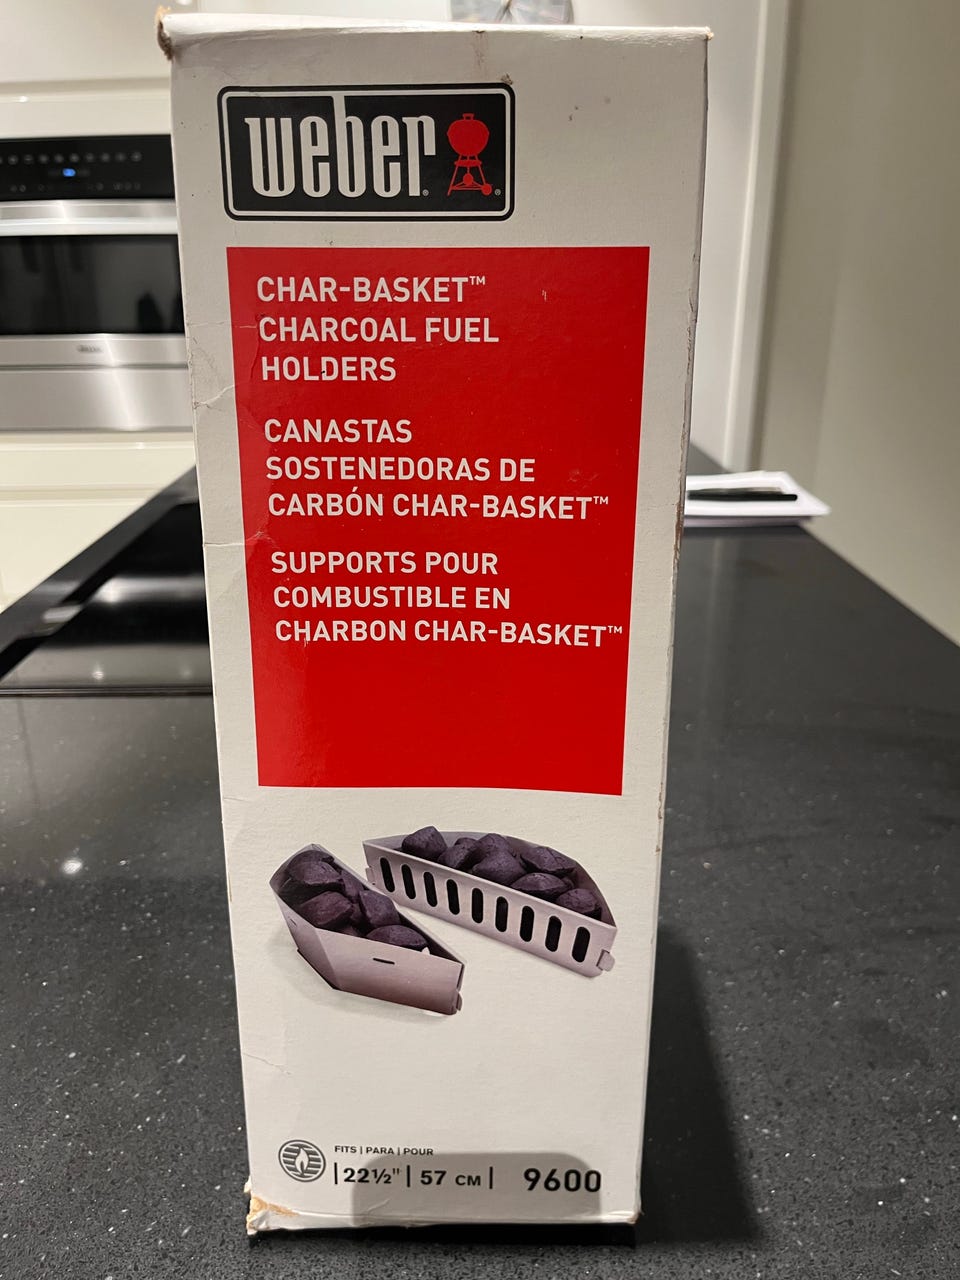 weber
CHAR-BASKET™
CHARCOAL FUEL
HOLDERS
CANASTAS
SOSTENEDORAS DE
CARBÓN CHAR-BASKET™
SUPPORTS POUR
COMBUSTIBLE EN
CHARBON CHAR-BASKET™
FITS | PARA | POUR
| 22½" | 57 CM | 9600